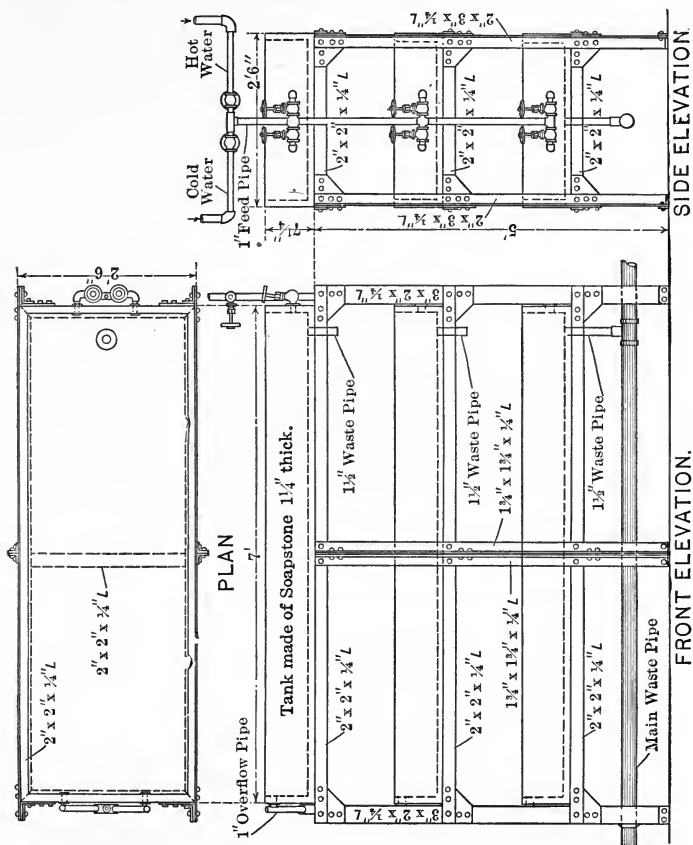 2" x 2" x ¼" L
2" x 2" x ¼" L
2' 6"
PLAN
7'
1" Overflow Pipe
Tank made of Soapstone 1¼" thick.
3" x 2" x ¼" L
3" x 2" x ¼" L
1½" Waste Pipe
1½" Waste Pipe
1½" Waste Pipe
2" x 2" x ¼" L
2" x 2" x ¼" L
2" x 2" x ¼" L
1¾" x 1¾" x ¼" L
1¾" x 1¾" x ¼" L
Main Waste Pipe
FRONT ELEVATION.
Cold
Water
Hot
Water
1" Feed Pipe
2' 6"
7¼"
5'
2" x 3" x ¼" L
2" x 3" x ¼" L
2" x 2" x ¼" L
2" x 2" x ¼" L
2" x 2" x ¼" L
SIDE ELEVATION.